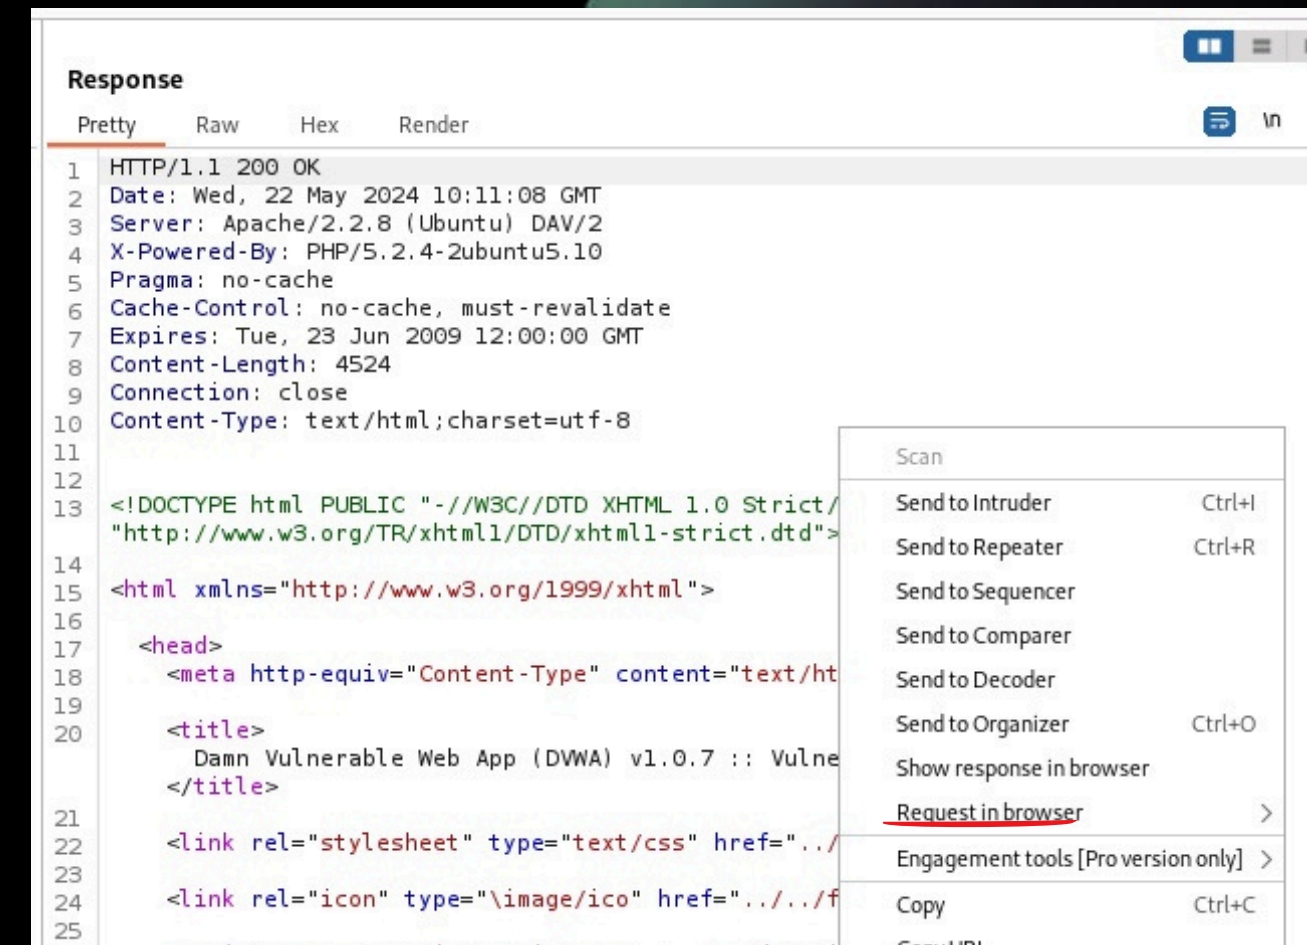 Response
Pretty Raw Hex Render \n
1 HTTP/1.1 200 OK
2 Date: Wed, 22 May 2024 10:11:08 GMT
3 Server: Apache/2.2.8 (Ubuntu) DAV/2
4 X-Powered-By: PHP/5.2.4-2ubuntu5.10
5 Pragma: no-cache
6 Cache-Control: no-cache, must-revalidate
7 Expires: Tue, 23 Jun 2009 12:00:00 GMT
8 Content-Length: 4524
9 Connection: close
10 Content-Type: text/html;charset=utf-8
11
12
13 <!DOCTYPE html PUBLIC "-//W3C//DTD XHTML 1.0 Strict/
"http://www.w3.org/TR/xhtml1/DTD/xhtml1-strict.dtd">
14
15 <html xmlns="http://www.w3.org/1999/xhtml">
16
17 <head>
18 <meta http-equiv="Content-Type" content="text/ht
19
20 <title>
Damn Vulnerable Web App (DVWA) v1.0.7 :: Vulne
</title>
21
22 <link rel="stylesheet" type="text/css" href="../
23
24 <link rel="icon" type="\image/ico" href="../../f
25
Scan
Send to Intruder Ctrl+I
Send to Repeater Ctrl+R
Send to Sequencer
Send to Comparer
Send to Decoder
Send to Organizer Ctrl+O
Show response in browser
Request in browser >
Engagement tools [Pro version only] >
Copy Ctrl+C